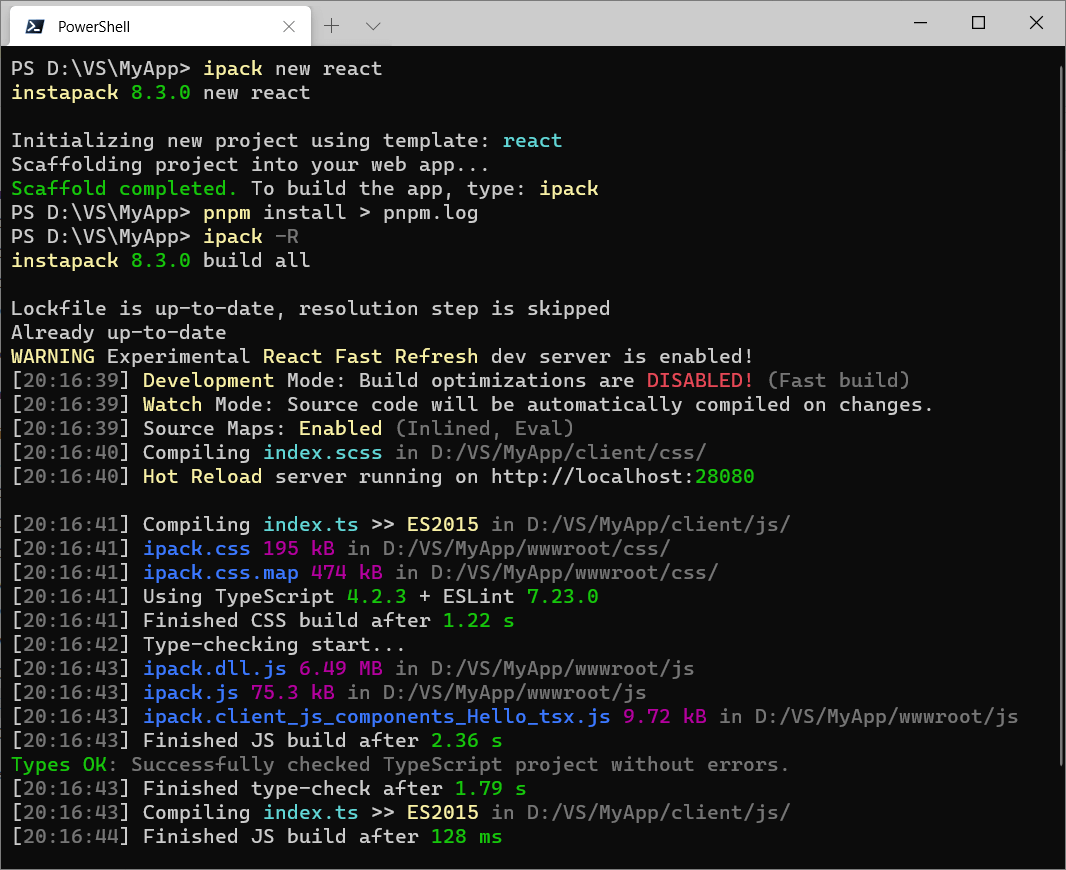 PowerShell
PS D:\VS\MyApp> ipack new react
instapack 8.3.0 new react
Initializing new project using template: react
Scaffolding project into your web app...
Scaffold completed. To build the app, type: ipack
PS D:\VS\MyApp> pnpm install > pnpm.log
PS D:\VS\MyApp> ipack -R
instapack 8.3.0 build all
Lockfile is up-to-date, resolution step is skipped
Already up-to-date
WARNING Experimental React Fast Refresh dev server is enabled!
[20:16:39] Development Mode: Build optimizations are DISABLED! (Fast build)
[20:16:39] Watch Mode: Source code will be automatically compiled on changes.
[20:16:39] Source Maps: Enabled (Inlined, Eval)
[20:16:40] Compiling index.scss in D:/VS/MyApp/client/css/
[20:16:40] Hot Reload server running on http://localhost:28080
[20:16:41] Compiling index.ts >> ES2015 in D:/VS/MyApp/client/js/
[20:16:41] ipack.css 195 kB in D:/VS/MyApp/wwwroot/css/
[20:16:41] ipack.css.map 474 kB in D:/VS/MyApp/wwwroot/css/
[20:16:41] Using TypeScript 4.2.3 + ESLint 7.23.0
[20:16:41] Finished CSS build after 1.22 s
[20:16:42] Type-checking start...
[20:16:43] ipack.dll.js 6.49 MB in D:/VS/MyApp/wwwroot/js
[20:16:43] ipack.js 75.3 kB in D:/VS/MyApp/wwwroot/js
[20:16:43] ipack.client_js_components_Hello_tsx.js 9.72 kB in D:/VS/MyApp/wwwroot/js
[20:16:43] Finished JS build after 2.36 s
Types OK: Successfully checked TypeScript project without errors.
[20:16:43] Finished type-check after 1.79 s
[20:16:43] Compiling index.ts >> ES2015 in D:/VS/MyApp/client/js/
[20:16:44] Finished JS build after 128 ms